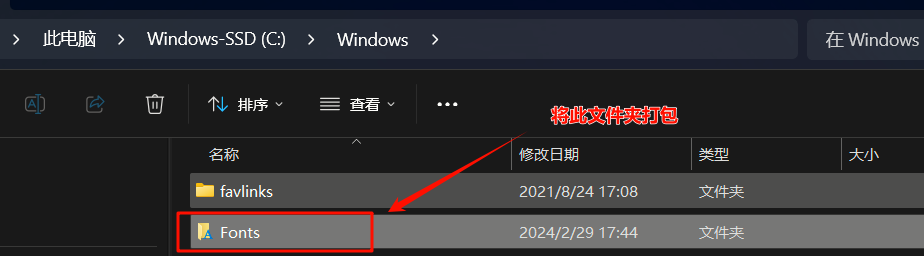 此电脑 Windows-SSD (C:) Windows 在 Windows
排序 查看
将此文件夹打包
名称 修改日期 类型 大小
favlinks 2021/8/24 17:08 文件夹
Fonts 2024/2/29 17:44 文件夹